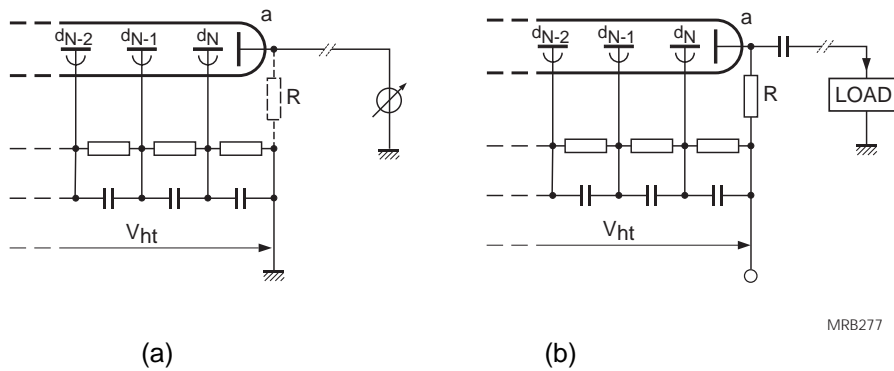 a
dN-2 dN-1 dN
R
Vht
(a)
a
dN-2 dN-1 dN
R
LOAD
Vht
MRB277
(b)